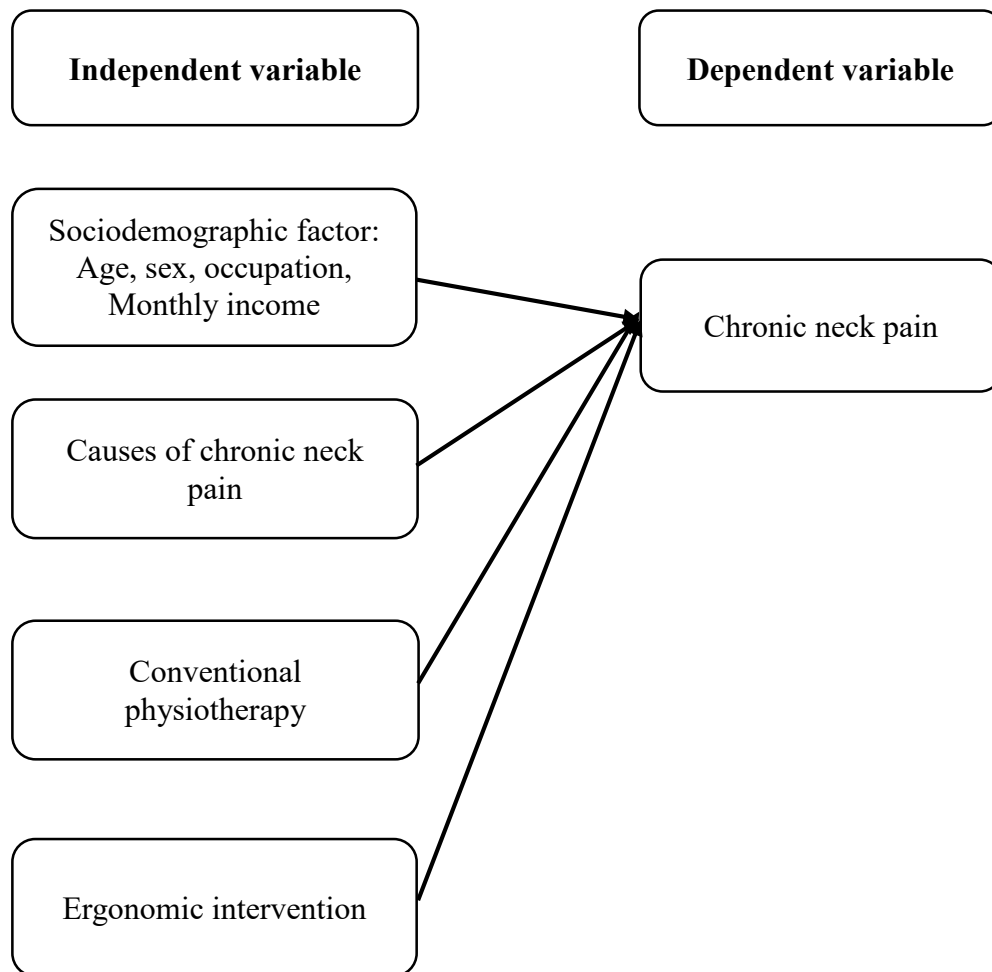 Independent variable
Dependent variable
Sociodemographic factor:
Age, sex, occupation,
Monthly income
Chronic neck pain
Causes of chronic neck
pain
Conventional
physiotherapy
Ergonomic intervention